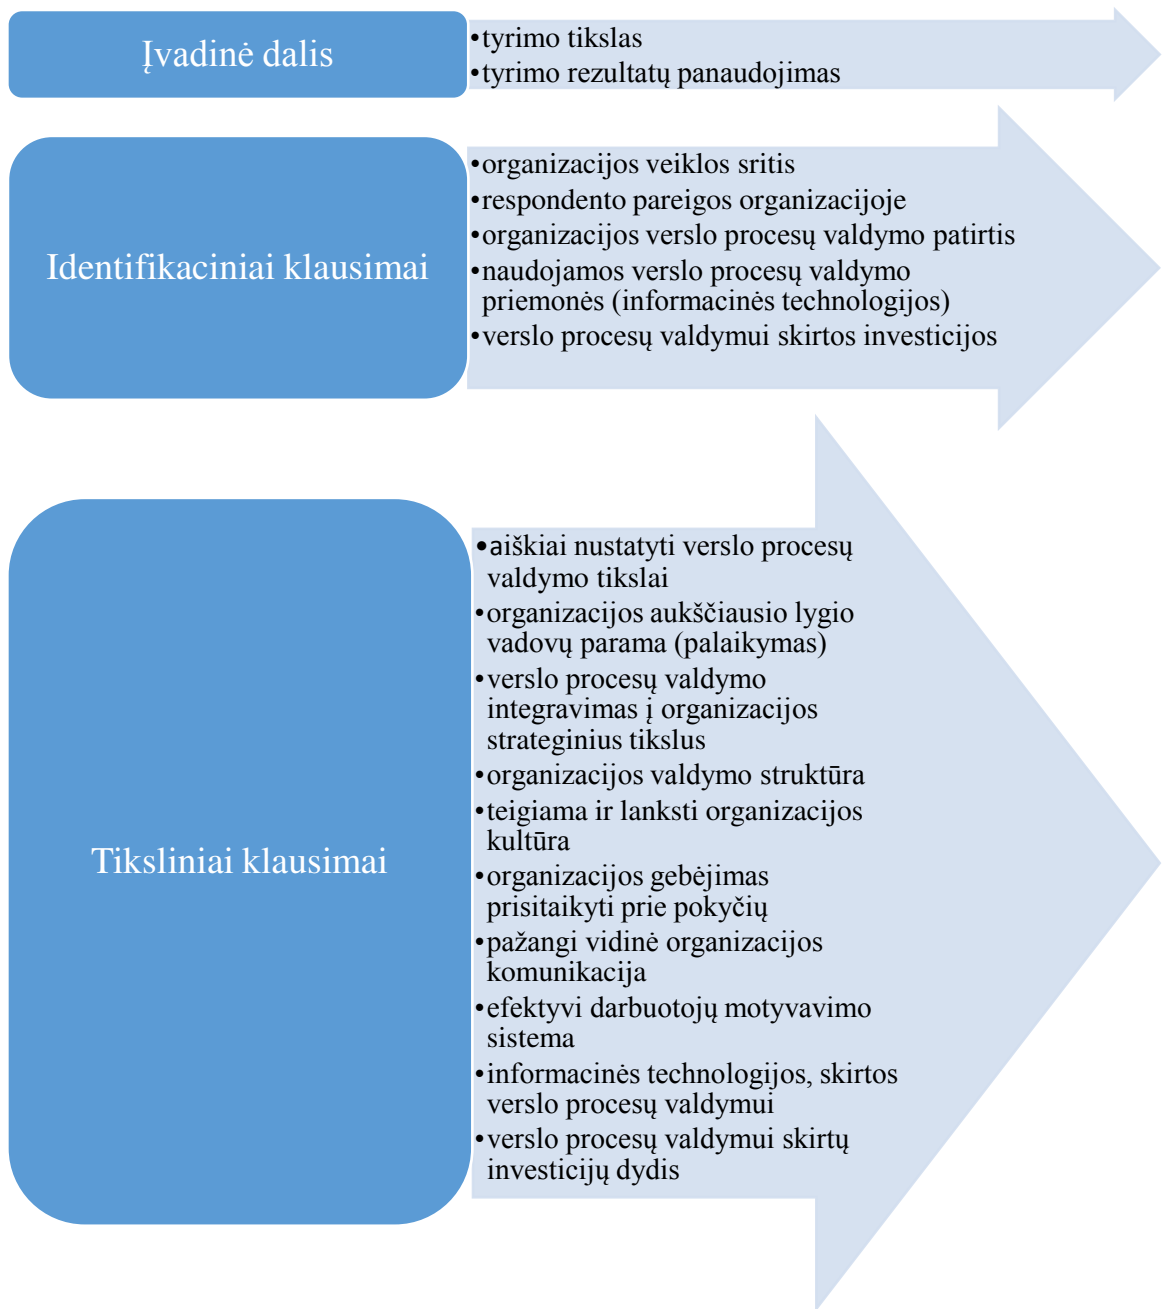 Įvadinė dalis
•tyrimo tikslas
•tyrimo rezultatų panaudojimas
Identifikaciniai klausimai
•organizacijos veiklos sritis
•respondento pareigos organizacijoje
•organizacijos verslo procesų valdymo patirtis
•naudojamos verslo procesų valdymo
priemonės (informacinės technologijos)
•verslo procesų valdymui skirtos investicijos
Tiksliniai klausimai
•aiškiai nustatyti verslo procesų
valdymo tikslai
•organizacijos aukščiausio lygio
vadovų parama (palaikymas)
•verslo procesų valdymo
integravimas į organizacijos
strateginius tikslus
•organizacijos valdymo struktūra
•teigiama ir lanksti organizacijos
kultūra
•organizacijos gebėjimas
prisitaikyti prie pokyčių
•pažangi vidinė organizacijos
komunikacija
•efektyvi darbuotojų motyvavimo
sistema
•informacinės technologijos, skirtos
verslo procesų valdymui
•verslo procesų valdymui skirtų
investicijų dydis